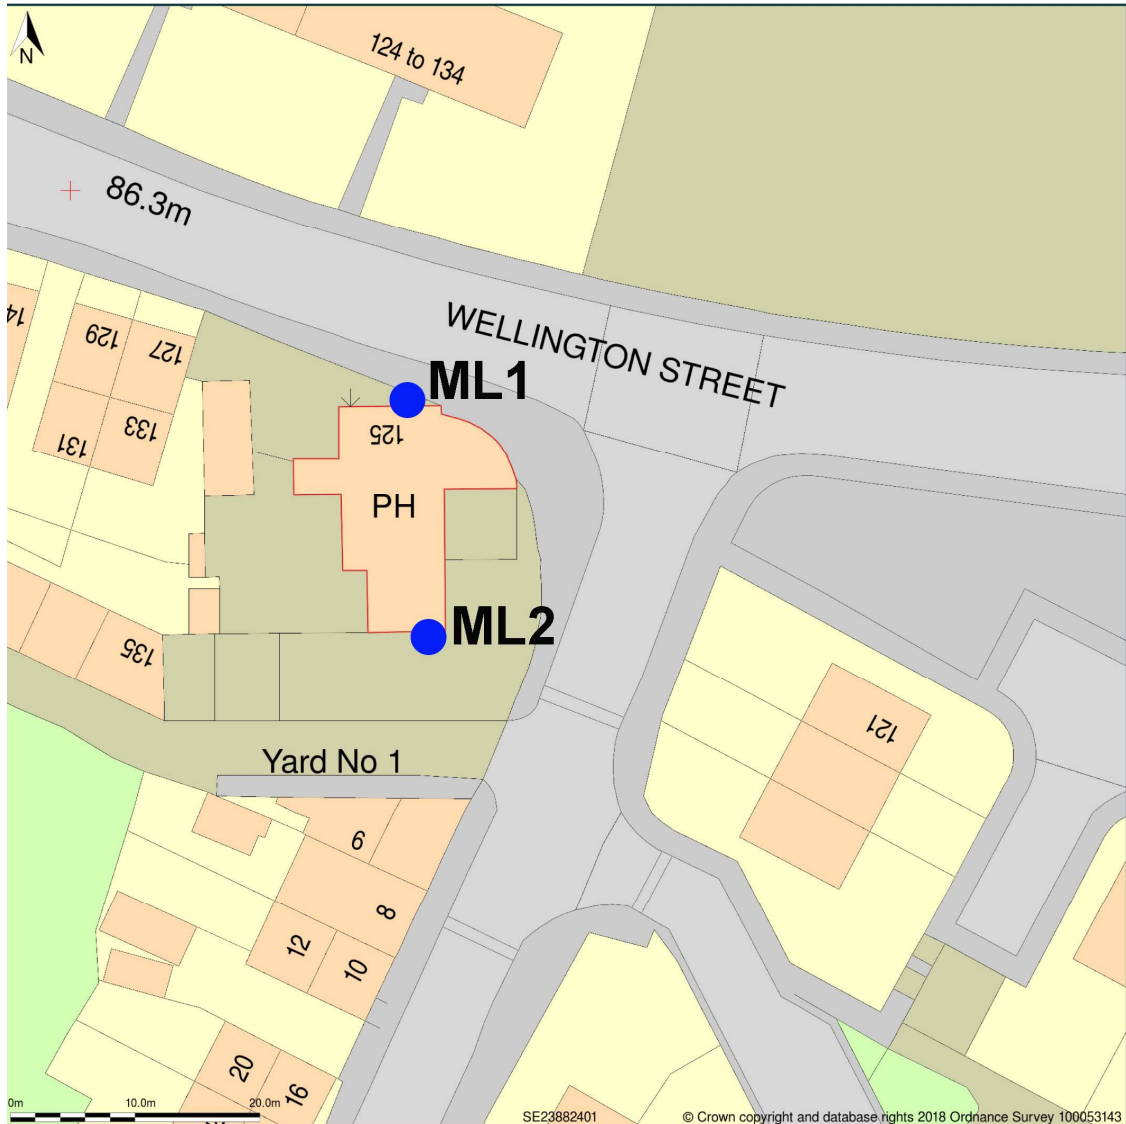 124 to 134
N
86.3m
WELLINGTON STREET
129
127
ML1
125
131
133
PH
ML2
135
121
Yard No 1
6
8
12
10
20
16
0m
10.0m
20.0m
SE23882401
© Crown copyright and database rights 2018 Ordnance Survey 100053143